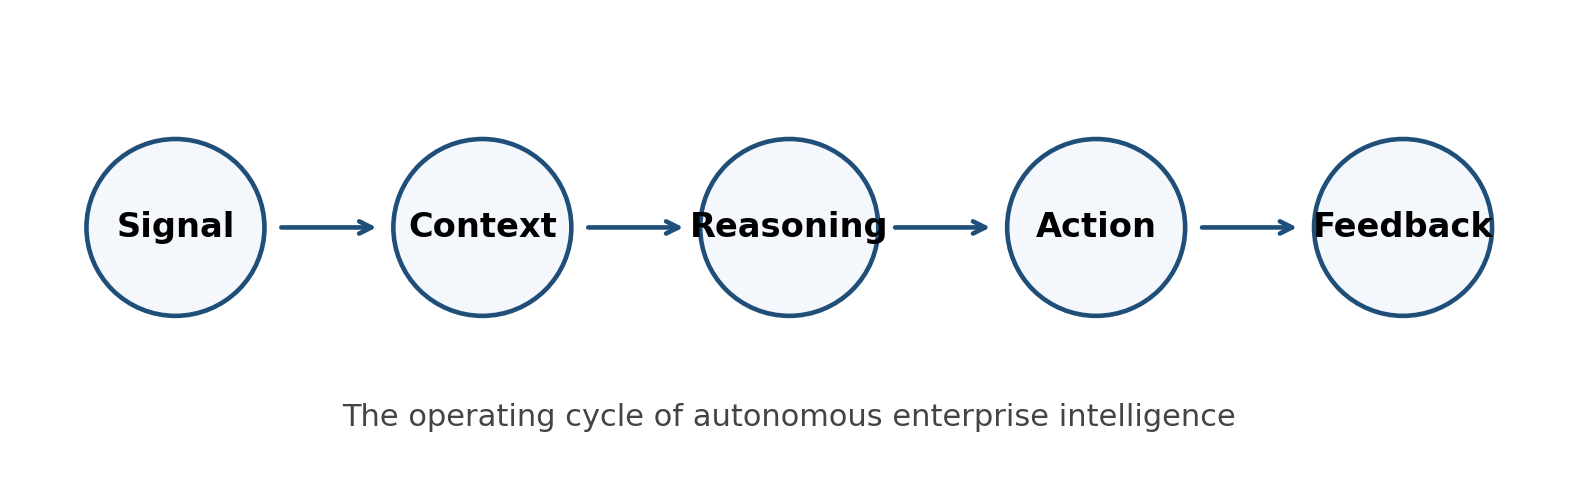 Signal Context Reasoning Action Feedback
The operating cycle of autonomous enterprise intelligence